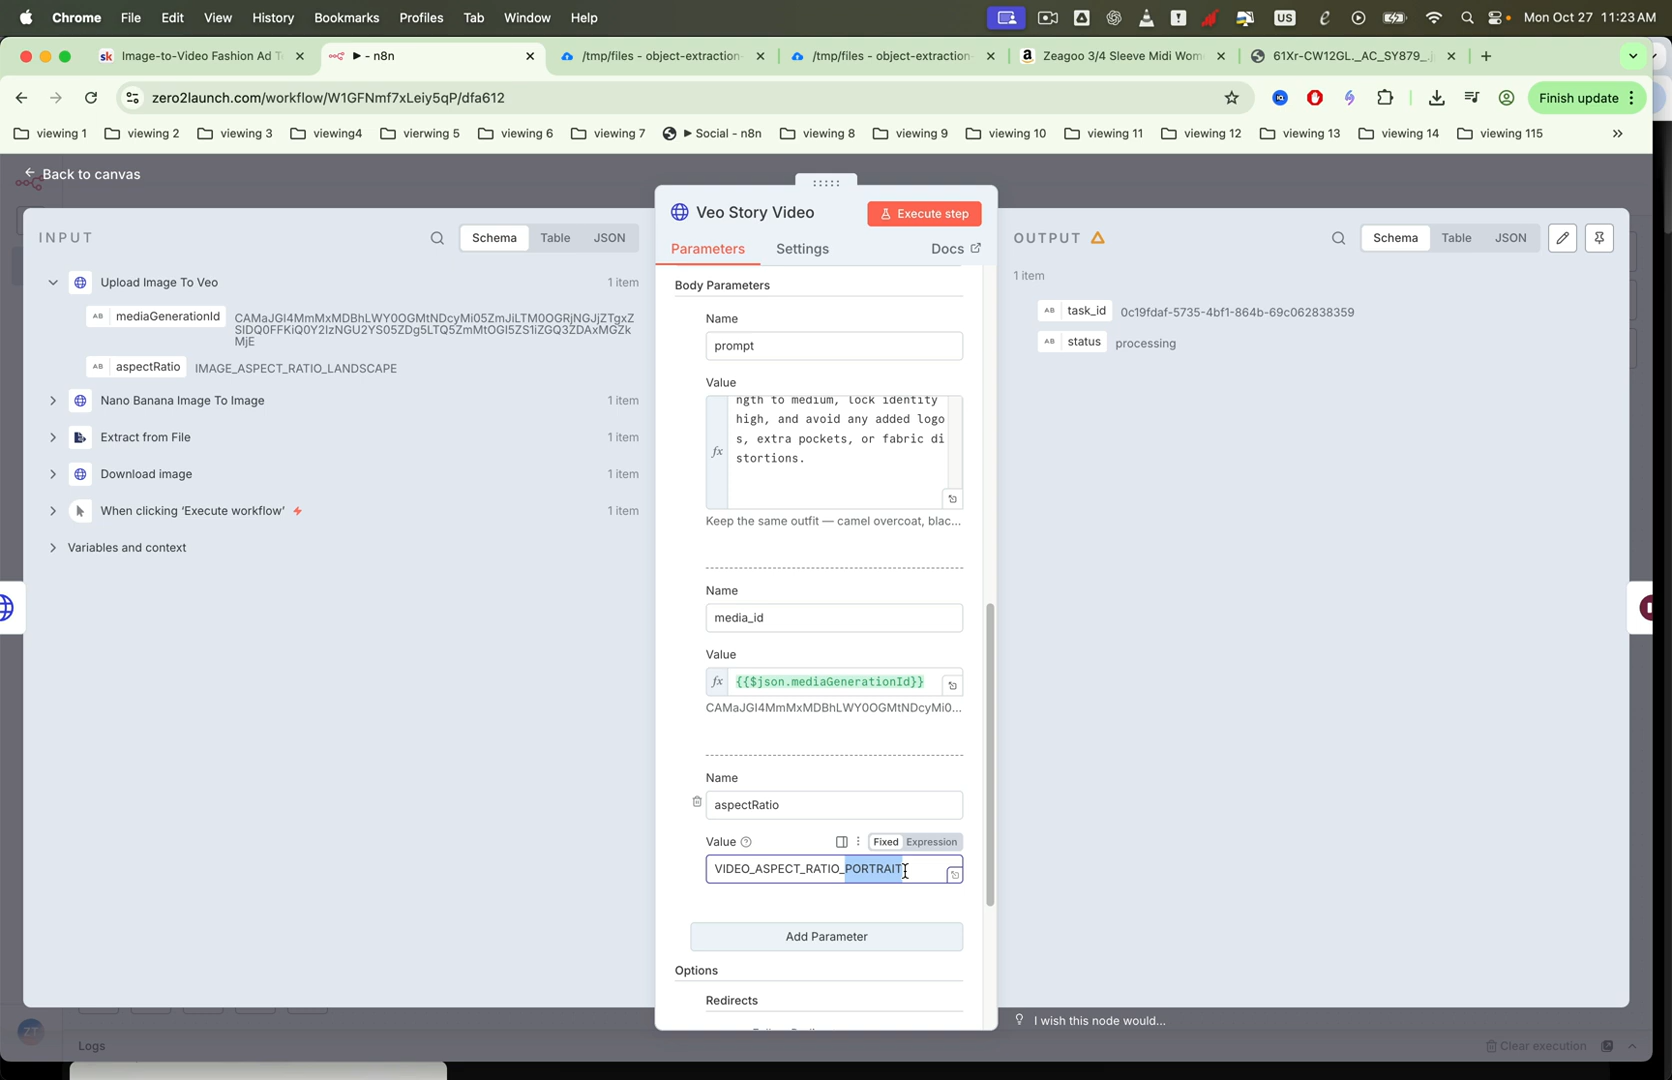 Chrome File Edit View History Bookmarks Profiles Tab Window Help US Mon Oct 27 11:23 AM
sk Image-to-Video Fashion Ad T
▶ - n8n
/tmp/files - object-extraction-
/tmp/files - object-extraction-
Zeagoo 3/4 Sleeve Midi Wom
61Xr-CW12GL._AC_SY879_.j
zero2launch.com/workflow/W1GFNmf7xLeiy5qP/dfa612
Finish update
viewing 1 viewing 2 viewing 3 viewing4 vierwing 5 viewing 6 viewing 7 ▶ Social - n8n viewing 8 viewing 9 viewing 10 viewing 11 viewing 12 viewing 13 viewing 14 viewing 115 »
Back to canvas
INPUT
Schema Table JSON
Upload Image To Veo 1 item
AB mediaGenerationId
CAMaJGI4MmMxMDBhLWY0OGMtNDcyMi05ZmJiLTM0OGRjNGJjZTgxZ
SIDQ0FFKiQ0Y2IzNGU2YS05ZDg5LTQ5ZmMtOGI5ZS1iZGQ3ZDAxMGZk
MjE
AB aspectRatio IMAGE_ASPECT_RATIO_LANDSCAPE
Nano Banana Image To Image 1 item
Extract from File 1 item
Download image 1 item
When clicking ‘Execute workflow’ 1 item
Variables and context
Veo Story Video
Execute step
Parameters Settings Docs
Body Parameters
Name
prompt
Value
fx
ngth to medium, lock identity
high, and avoid any added logo
s, extra pockets, or fabric di
stortions.
Keep the same outfit — camel overcoat, blac...
Name
media_id
Value
fx {{$json.mediaGenerationId}}
CAMaJGI4MmMxMDBhLWY0OGMtNDcyMi0...
Name
aspectRatio
Value Fixed Expression
VIDEO_ASPECT_RATIO_PORTRAIT
Add Parameter
Options
Redirects
OUTPUT
Schema Table JSON
1 item
AB task_id 0c19fdaf-5735-4bf1-864b-69c062838359
AB status processing
I wish this node would...
ZT
Logs
Clear execution